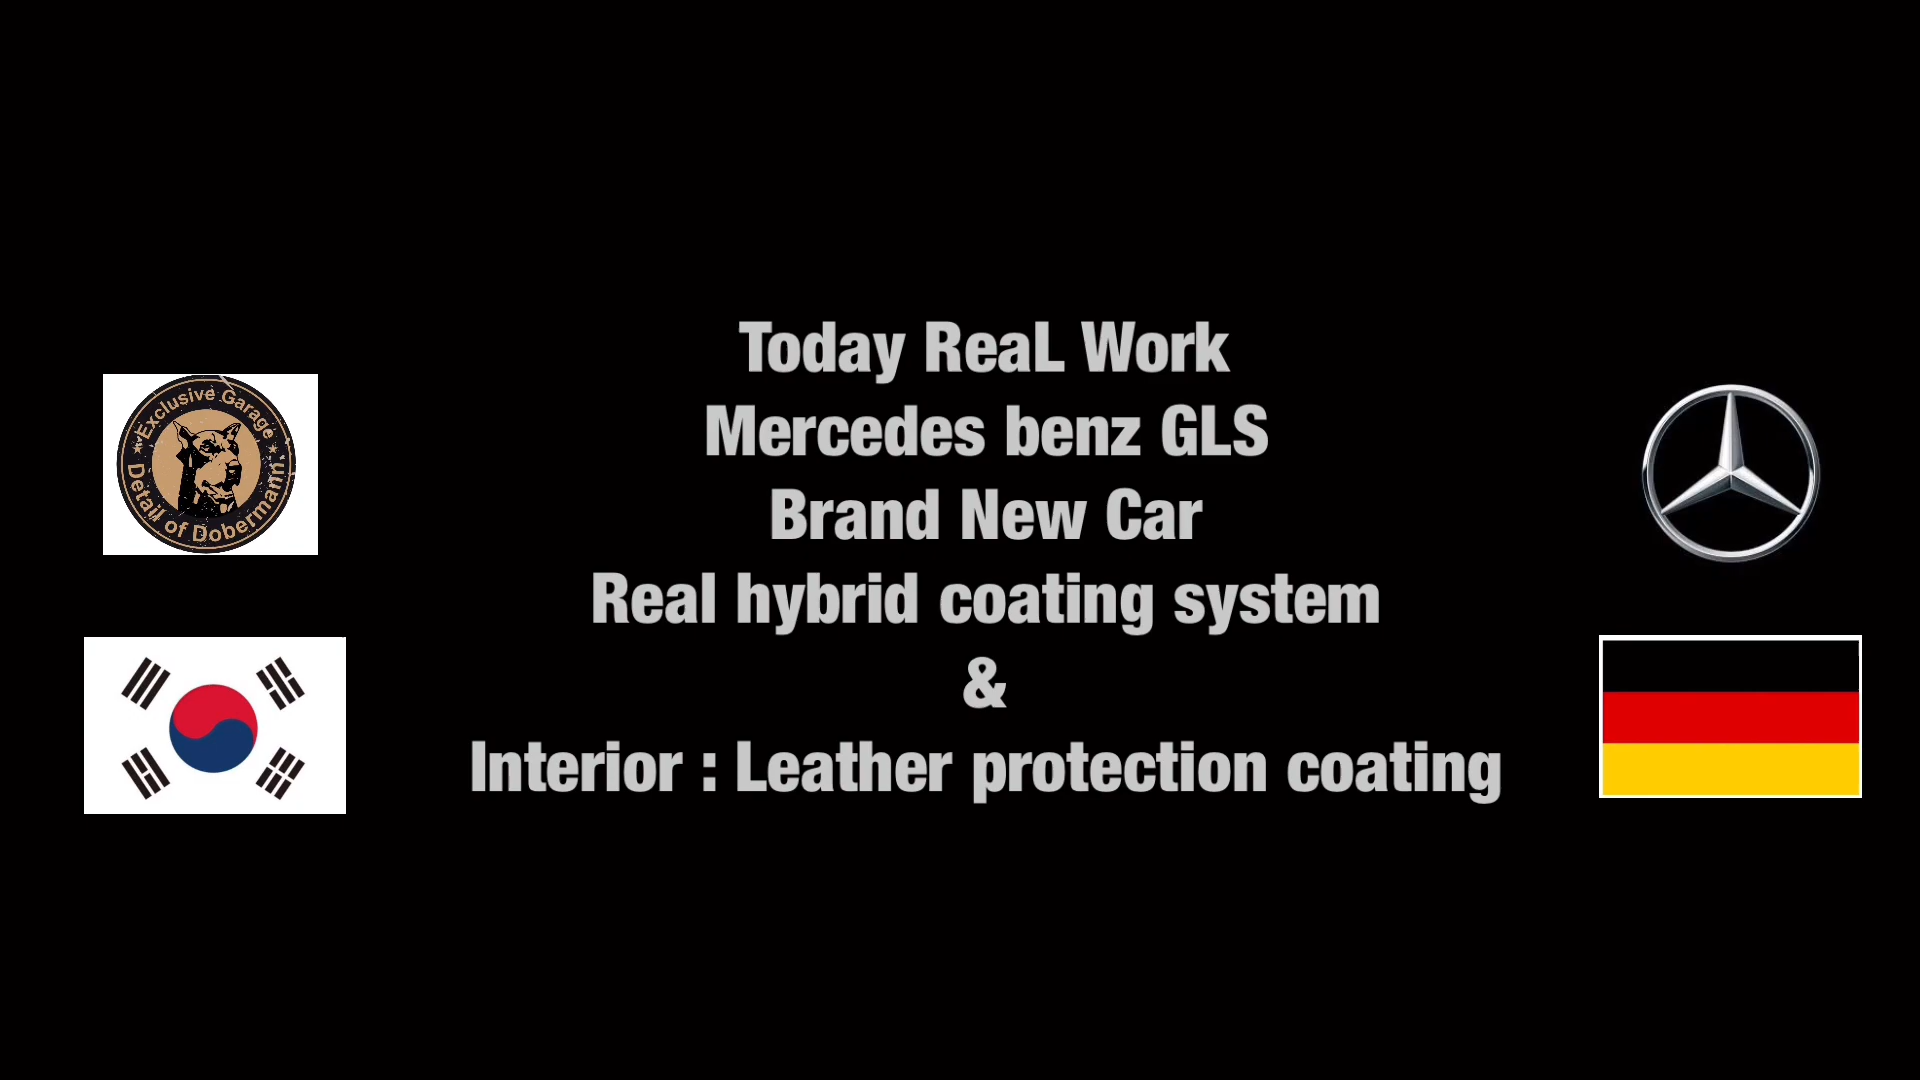 Exclusive Garage
Detail of Dobermann
Today ReaL Work
Mercedes benz GLS
Brand New Car
Real hybrid coating system
&
Interior : Leather protection coating